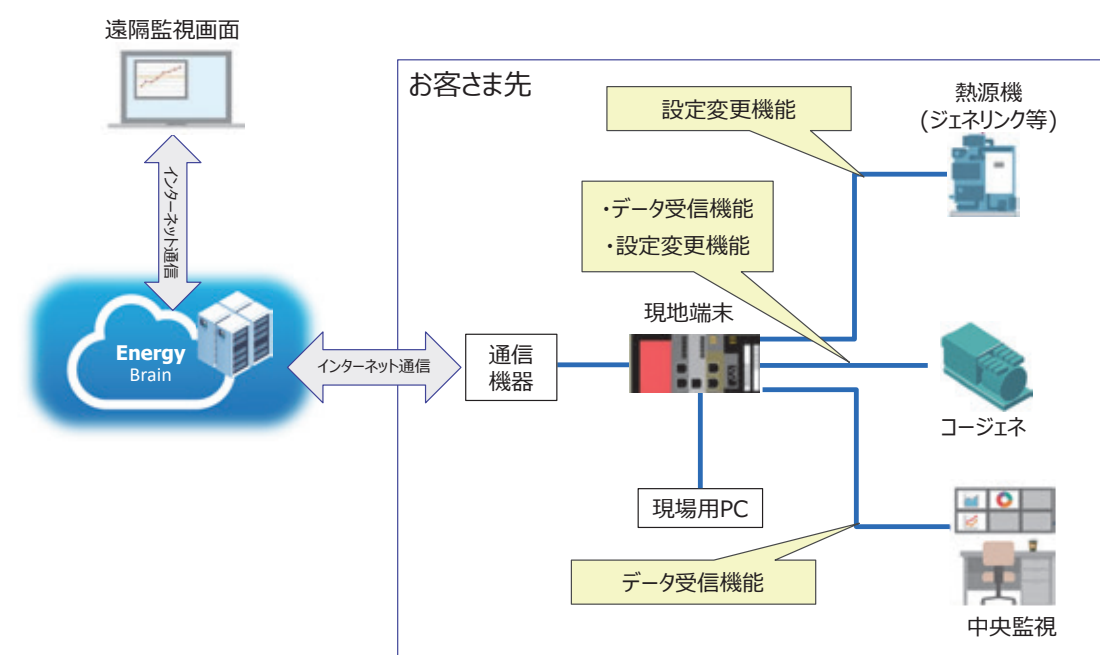 遠隔監視画面
お客さま先
設定変更機能
熱源機
(ジェネリンク等)
インターネット通信
・データ受信機能
・設定変更機能
現地端末
Energy
Brain
インターネット通信
通信
機器
コージェネ
現場用PC
データ受信機能
中央監視